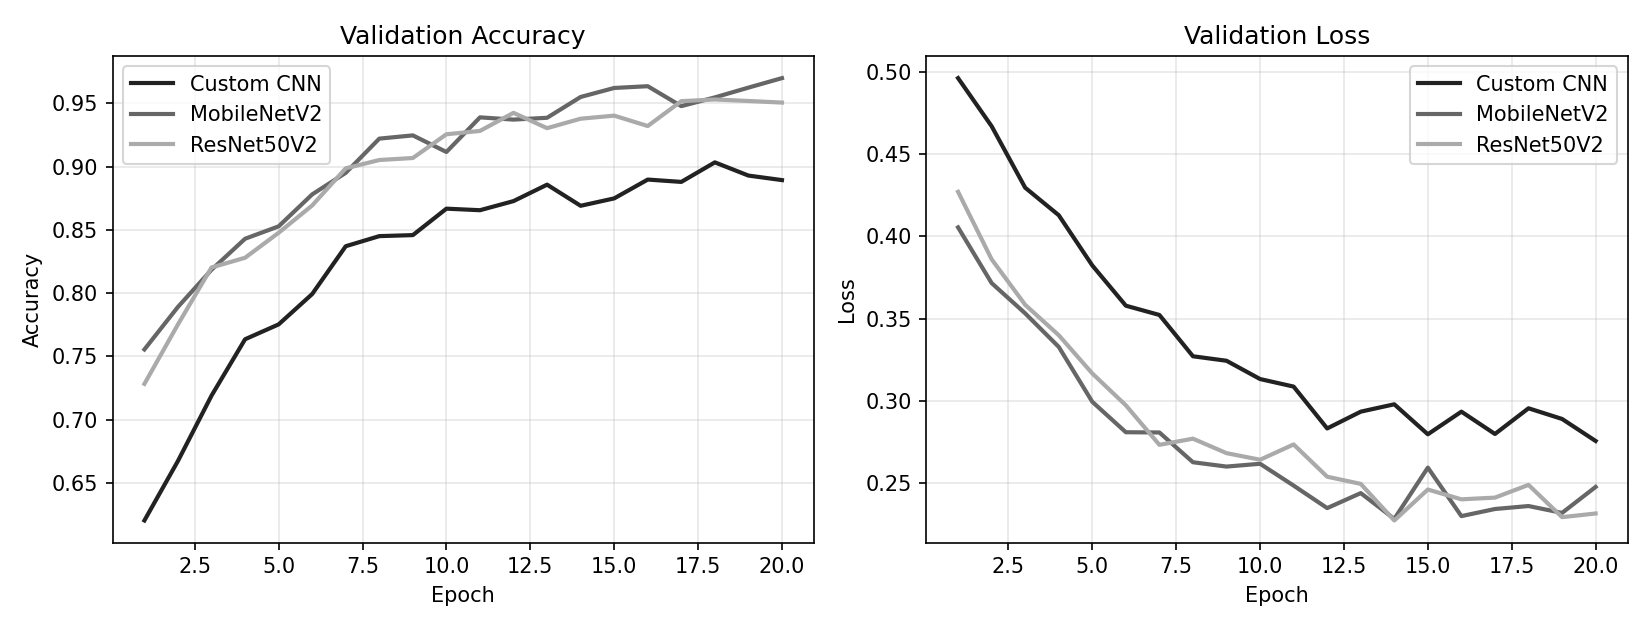 Validation Accuracy
Custom CNN
MobileNetV2
ResNet50V2
0.95
0.90
0.85
0.80
0.75
0.70
0.65
Accuracy
2.5 5.0 7.5 10.0 12.5 15.0 17.5 20.0
Epoch
Validation Loss
Custom CNN
MobileNetV2
ResNet50V2
0.50
0.45
0.40
0.35
0.30
0.25
Loss
2.5 5.0 7.5 10.0 12.5 15.0 17.5 20.0
Epoch